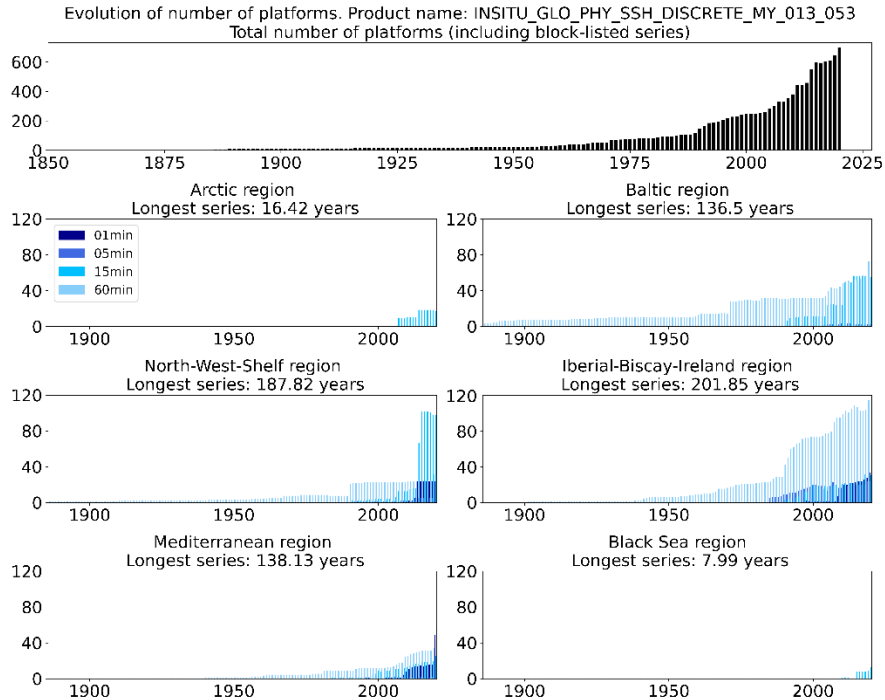 Evolution of number of platforms. Product name: INSITU_GLO_PHY_SSH_DISCRETE_MY_013_053
Total number of platforms (including block-listed series)
600
400
200
0
1850 1875 1900 1925 1950 1975 2000 2025
Arctic region
Longest series: 16.42 years
120
80
40
0
01min
05min
15min
60min
1900 1950 2000
Baltic region
Longest series: 136.5 years
120
80
40
0
1900 1950 2000
North-West-Shelf region
Longest series: 187.82 years
120
80
40
0
1900 1950 2000
Iberial-Biscay-Ireland region
Longest series: 201.85 years
120
80
40
0
1900 1950 2000
Mediterranean region
Longest series: 138.13 years
120
80
40
0
1900 1950 2000
Black Sea region
Longest series: 7.99 years
120
80
40
0
1900 1950 2000